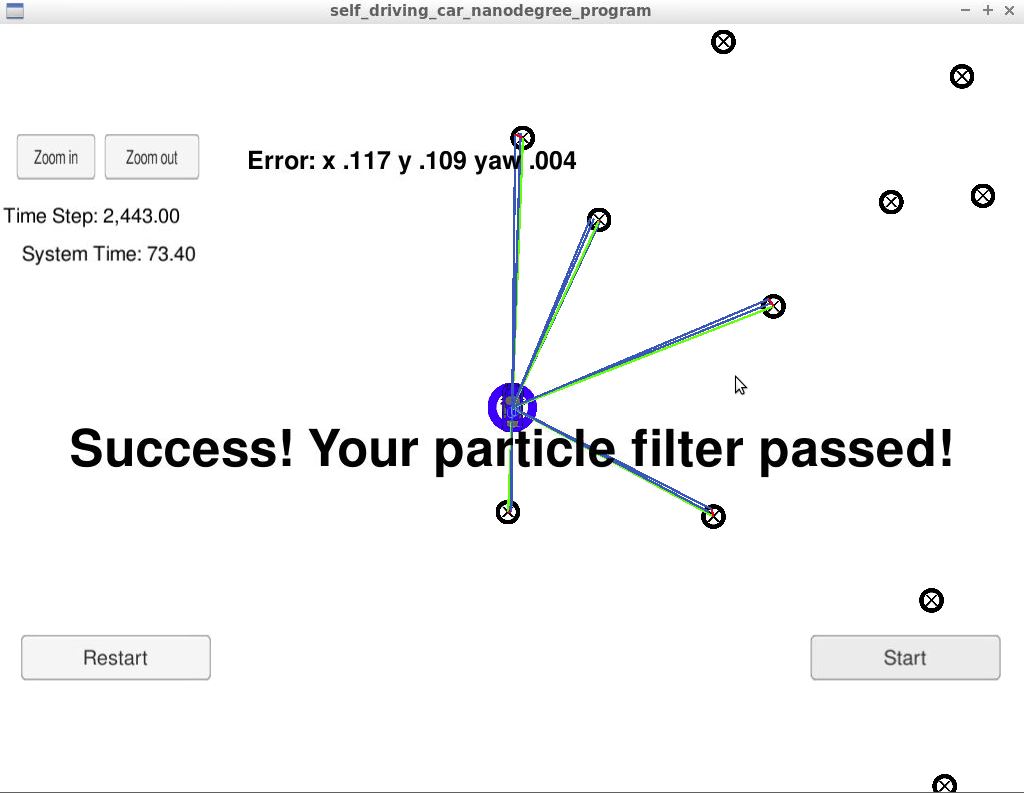 self_driving_car_nanodegree_program
Zoom in
Zoom out
Error: x .117 y .109 yaw .004
Time Step: 2,443.00
System Time: 73.40
Success! Your particle filter passed!
Restart
Start